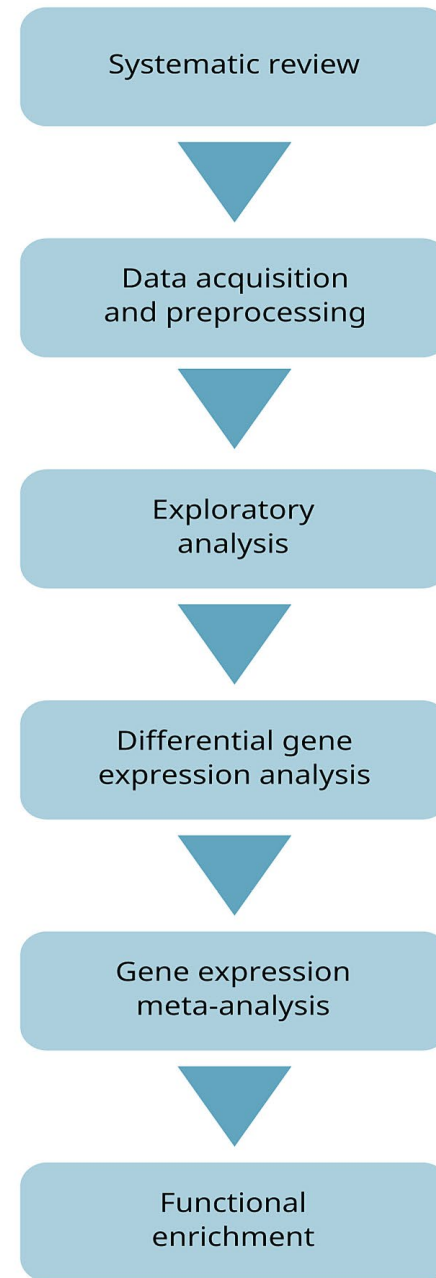 Systematic review
Data acquisition
and preprocessing
Exploratory
analysis
Differential gene
expression analysis
Gene expression
meta-analysis
Functional
enrichment